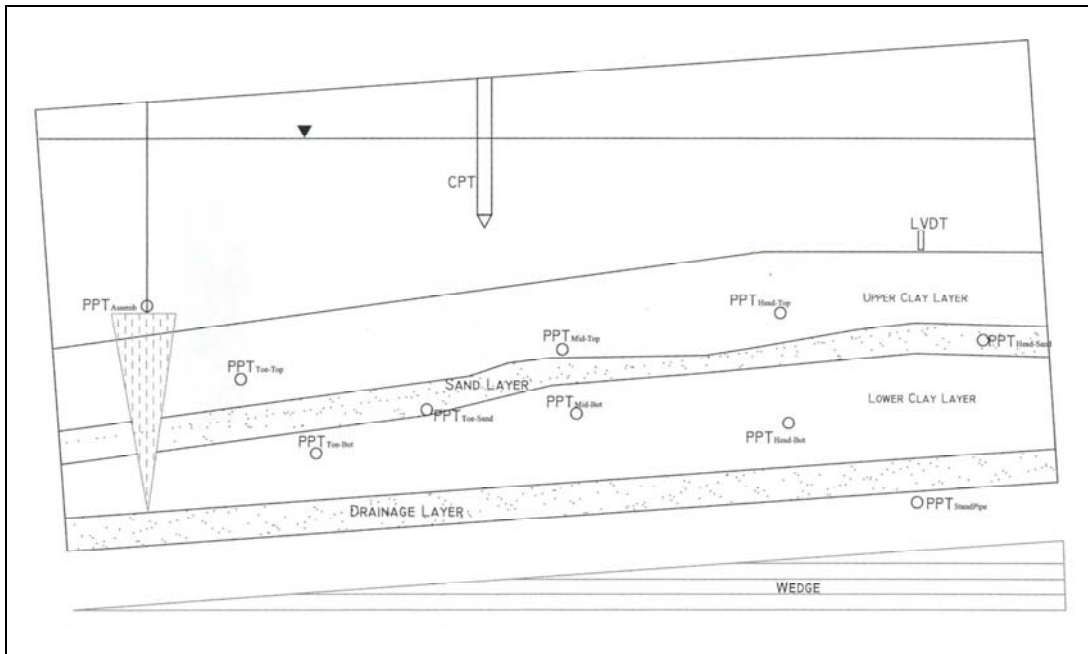 CPT
LVDT
PPT Assemb
PPT Head-Top
UPPER CLAY LAYER
PPT Mid-Top
PPT Head-Sand
PPT Toe-Top
SAND LAYER
PPT Toe-Sand
PPT Mid-Bot
LOWER CLAY LAYER
PPT Toe-Bot
PPT Head-Bot
DRAINAGE LAYER
PPT StandPipe
WEDGE